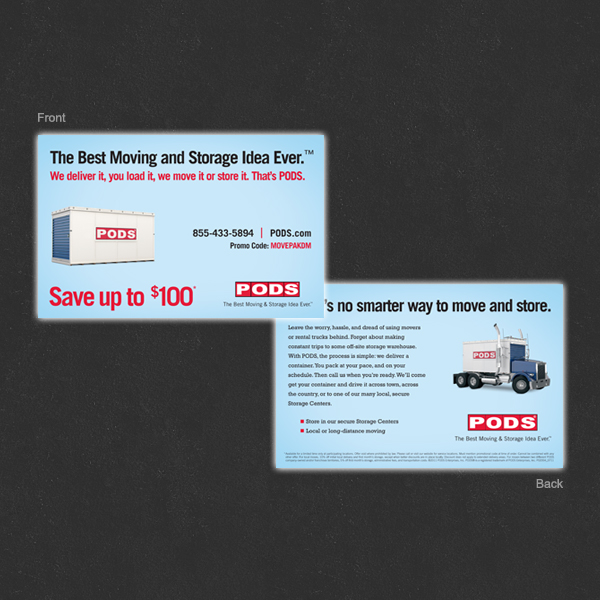 Front
The Best Moving and Storage Idea Ever.™
We deliver it, you load it, we move it or store it. That's PODS.
PODS
855-433-5894 | PODS.com
Promo Code: MOVEPAKDM
Save up to $100*
PODS
The Best Moving & Storage Idea Ever.™
's no smarter way to move and store.
Leave the worry, hassle, and dread of using movers
or rental trucks behind. Forget about making
constant trips to some off-site storage warehouse.
With PODS, the process is simple: we deliver a
container. You pack at your pace, and on your
schedule. Then call us when you're ready. We'll come
get your container and drive it across town, across
the country, or to one of our many local, secure
Storage Centers.
PODS
Store in our secure Storage Centers
Local or long-distance moving
PODS
The Best Moving & Storage Idea Ever.™
Back